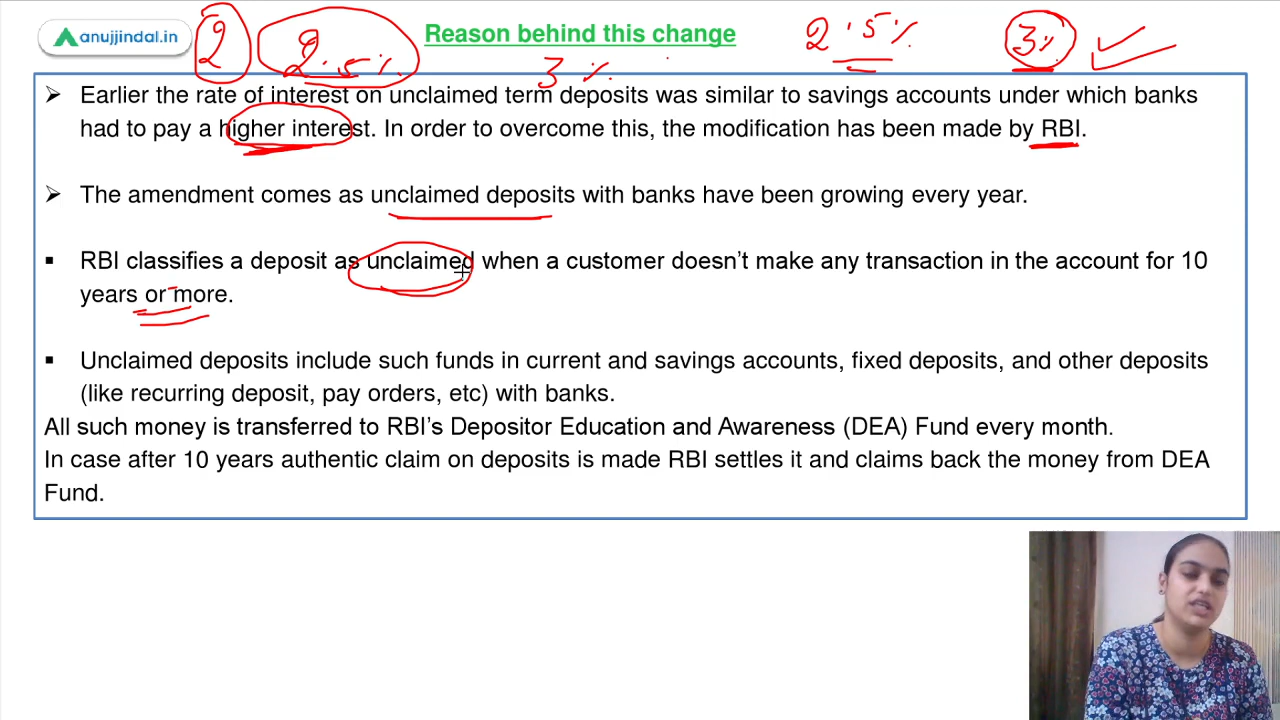 anujjindal.in
Reason behind this change
2
2.5%
3%
2.5%
3%
➢ Earlier the rate of interest on unclaimed term deposits was similar to savings accounts under which banks
had to pay a higher interest. In order to overcome this, the modification has been made by RBI.
➢ The amendment comes as unclaimed deposits with banks have been growing every year.
▪ RBI classifies a deposit as unclaimed when a customer doesn’t make any transaction in the account for 10
years or more.
▪ Unclaimed deposits include such funds in current and savings accounts, fixed deposits, and other deposits
(like recurring deposit, pay orders, etc) with banks.
All such money is transferred to RBI’s Depositor Education and Awareness (DEA) Fund every month.
In case after 10 years authentic claim on deposits is made RBI settles it and claims back the money from DEA
Fund.